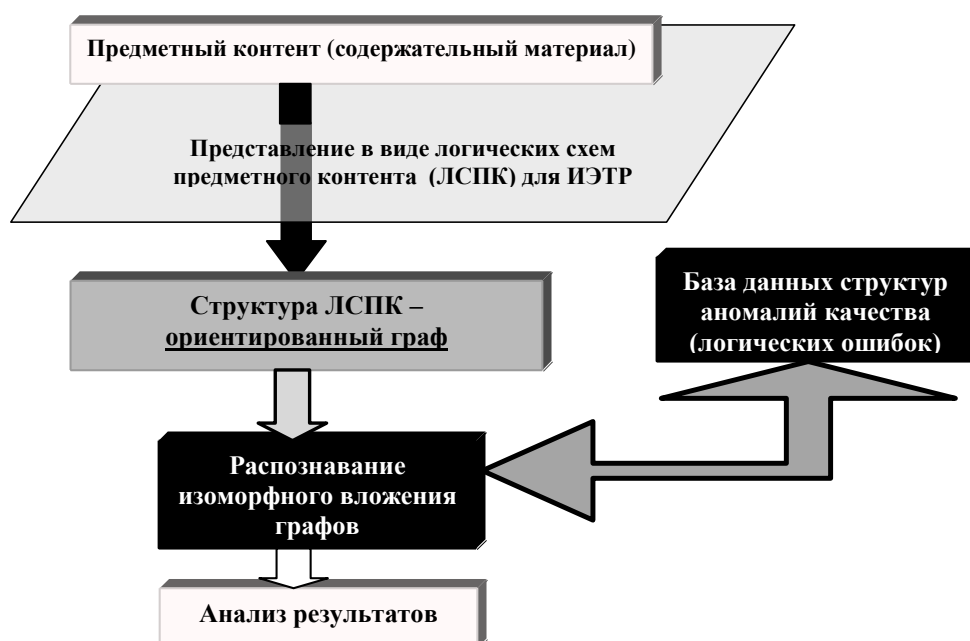 Предметный контент (содержательный материал)
Представление в виде логических схем
предметного контента (ЛСПК) для ИЭТР
Структура ЛСПК –
ориентированный граф
База данных структур
аномалий качества
(логических ошибок)
Распознавание
изоморфного вложения
графов
Анализ результатов